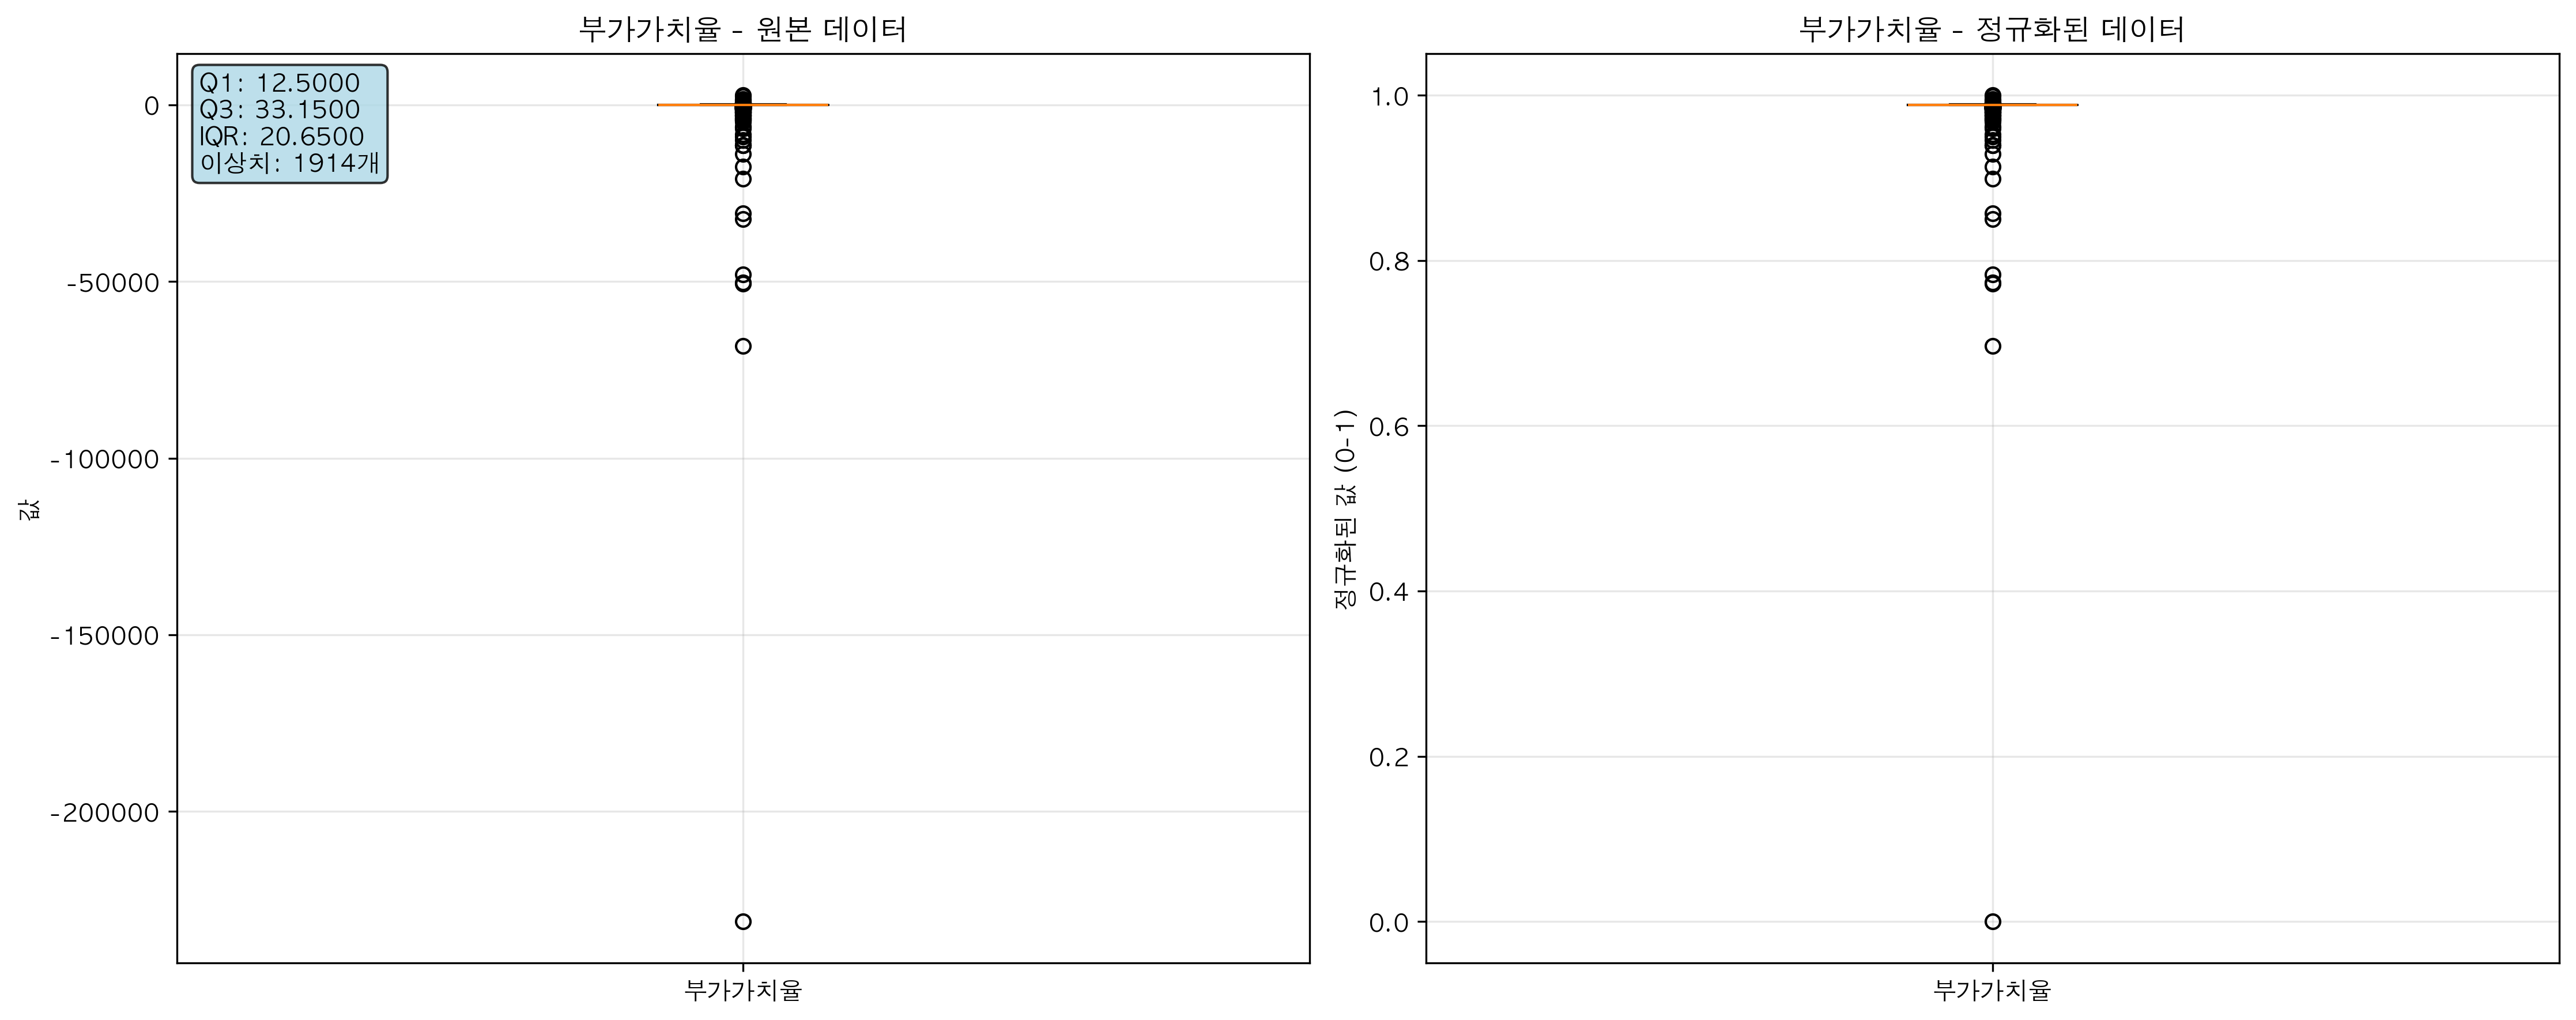 부가가치율 - 원본 데이터
Q1: 12.5000
Q3: 33.1500
IQR: 20.6500
이상치: 1914개
0
-50000
-100000
-150000
-200000
값
부가가치율
부가가치율 - 정규화된 데이터
1.0
0.8
0.6
0.4
0.2
0.0
정규화된 값 (0-1)
부가가치율